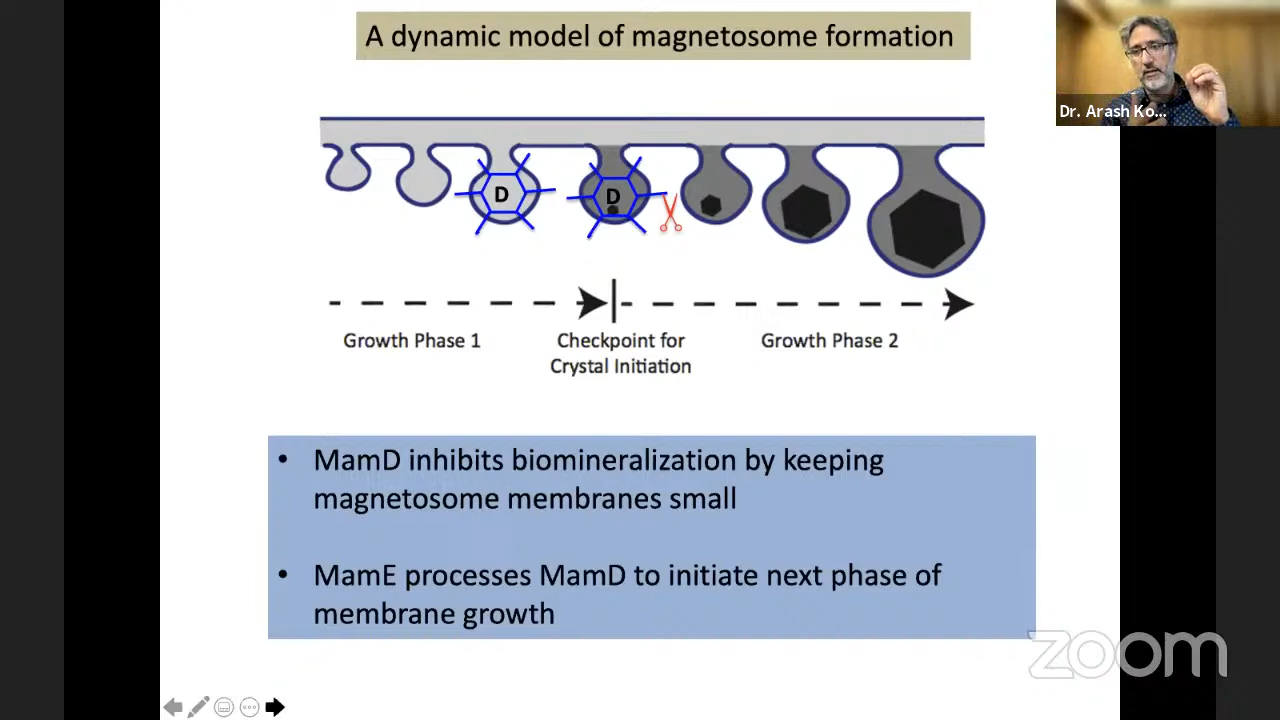 A dynamic model of magnetosome formation
Dr. Arash Ko...
D
D
Growth Phase 1
Checkpoint for
Crystal Initiation
Growth Phase 2
• MamD inhibits biomineralization by keeping
magnetosome membranes small
• MamE processes MamD to initiate next phase of
membrane growth
zoom